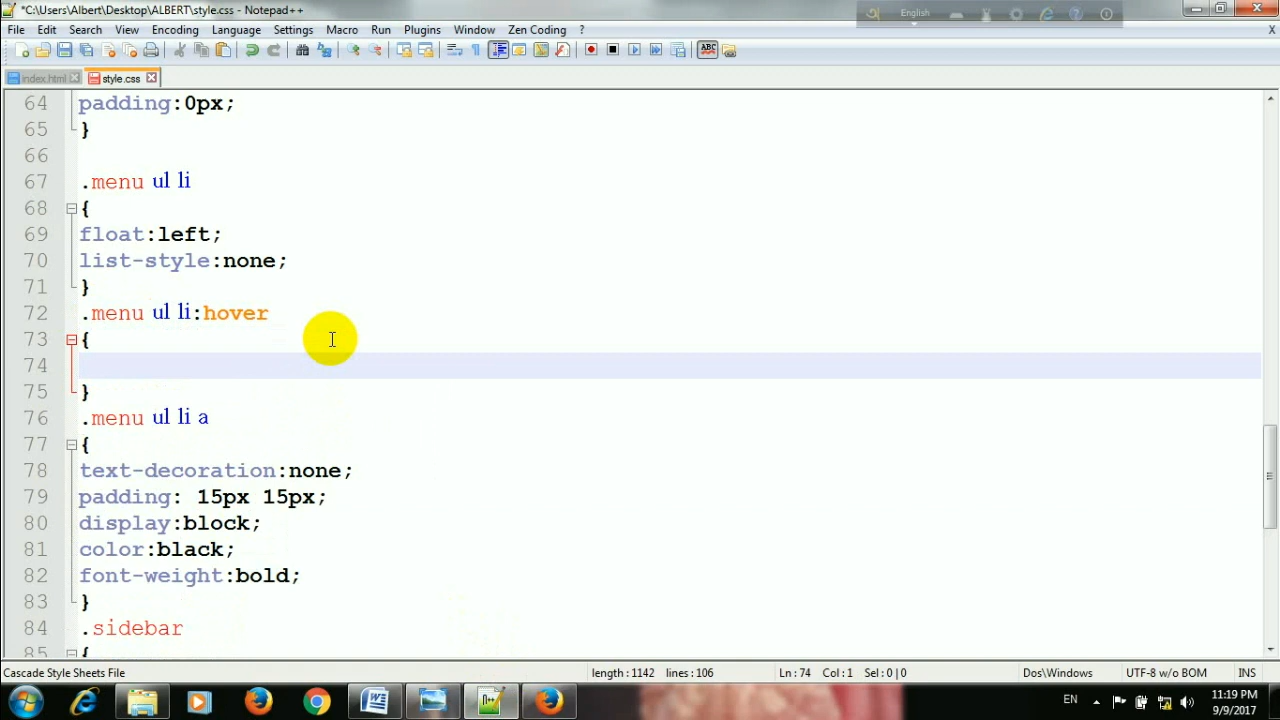 *C:\Users\Albert\Desktop\ALBERT\style.css - Notepad++
English
File Edit Search View Encoding Language Settings Macro Run Plugins Window Zen Coding ? X
index.html style.css
64 padding:0px;
65 }
66
67 .menu ul li
68 {
69 float:left;
70 list-style:none;
71 }
72 .menu ul li:hover
73 {
74
75 }
76 .menu ul li a
77 {
78 text-decoration:none;
79 padding: 15px 15px;
80 display:block;
81 color:black;
82 font-weight:bold;
83 }
84 .sidebar
85 {
Cascade Style Sheets File length : 1142 lines : 106 Ln : 74 Col : 1 Sel : 0 | 0 Dos\Windows UTF-8 w/o BOM INS
EN 11:19 PM
9/9/2017